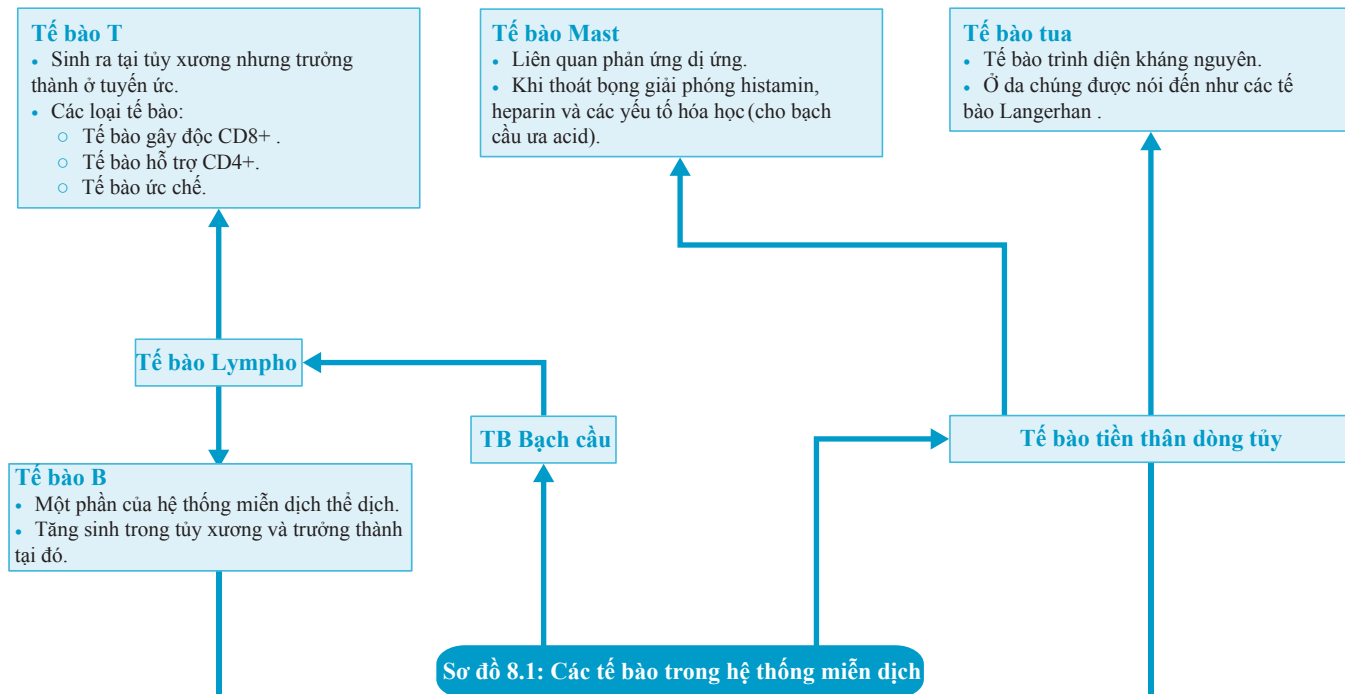 Tế bào T
• Sinh ra tại tủy xương nhưng trưởng
thành ở tuyến ức.
• Các loại tế bào:
○ Tế bào gây độc CD8+ .
○ Tế bào hỗ trợ CD4+.
○ Tế bào ức chế.
Tế bào Mast
• Liên quan phản ứng dị ứng.
• Khi thoát bọng giải phóng histamin,
heparin và các yếu tố hóa học (cho bạch
cầu ưa acid).
Tế bào tua
• Tế bào trình diện kháng nguyên.
• Ở da chúng được nói đến như các tế
bào Langerhan .
Tế bào Lympho
TB Bạch cầu
Tế bào tiền thân dòng tủy
Tế bào B
• Một phần của hệ thống miễn dịch thể dịch.
• Tăng sinh trong tủy xương và trưởng thành
tại đó.
Sơ đồ 8.1: Các tế bào trong hệ thống miễn dịch